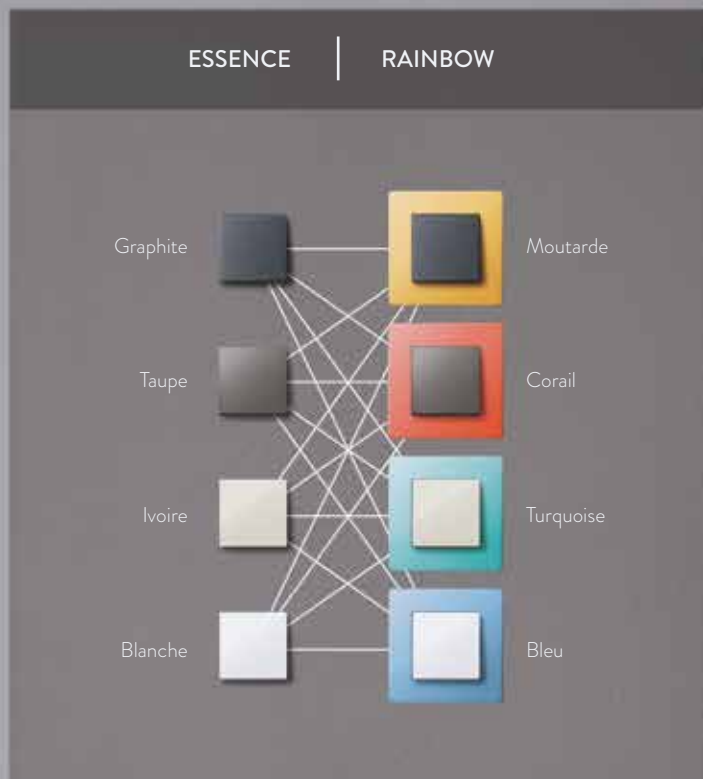 ESSENCE | RAINBOW
Graphite Moutarde
Taupe Corail
Ivoire Turquoise
Blanche Bleu